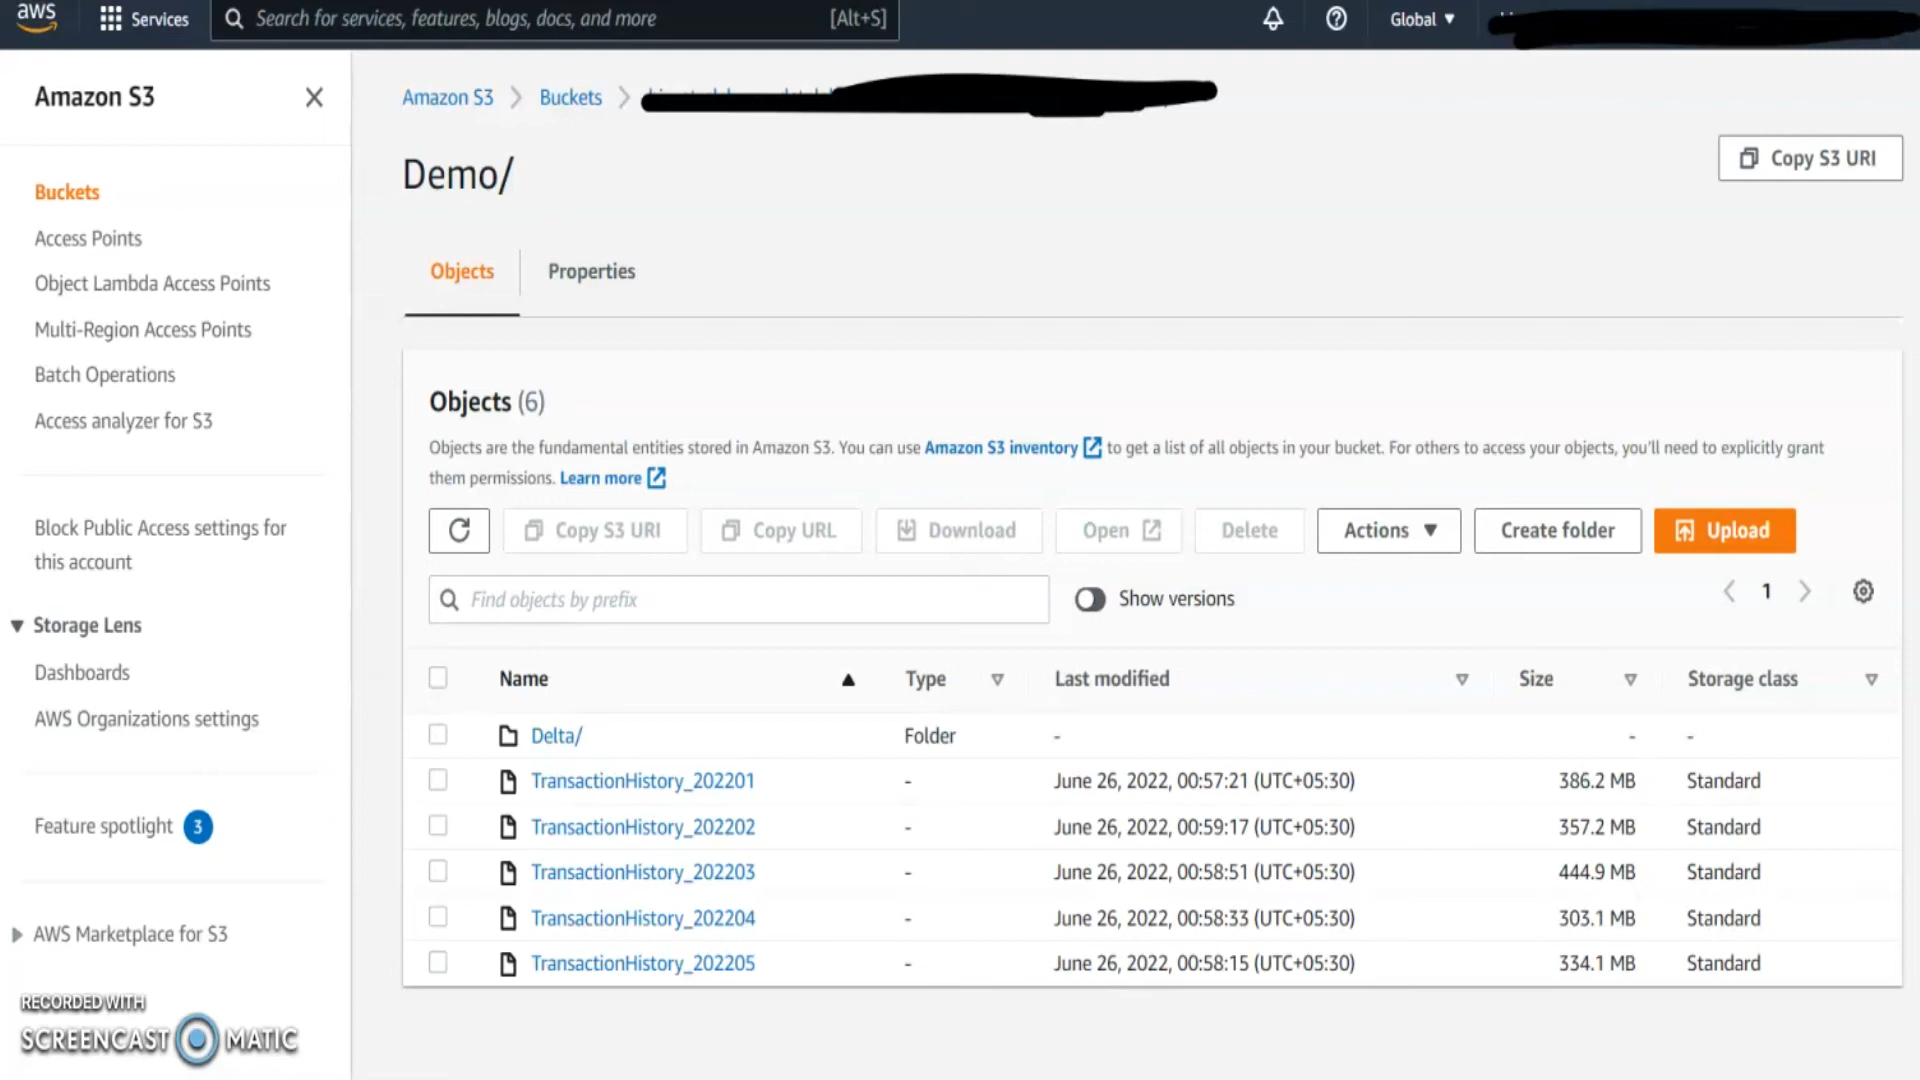 aws
Services
Search for services, features, blogs, docs, and more
[Alt+S]
Global ▼
Amazon S3
Buckets
Access Points
Object Lambda Access Points
Multi-Region Access Points
Batch Operations
Access analyzer for S3
Block Public Access settings for
this account
▼ Storage Lens
Dashboards
AWS Organizations settings
Feature spotlight 3
AWS Marketplace for S3
RECORDED WITH
SCREENCAST MATIC
Amazon S3 > Buckets >
Demo/
Copy S3 URI
Objects
Properties
Objects (6)
Objects are the fundamental entities stored in Amazon S3. You can use Amazon S3 inventory to get a list of all objects in your bucket. For others to access your objects, you'll need to explicitly grant
them permissions. Learn more
Copy S3 URI
Copy URL
Download
Open
Delete
Actions ▼
Create folder
Upload
Find objects by prefix
Show versions
1
Name Type Last modified Size Storage class
Delta/ Folder - - -
TransactionHistory_202201 - June 26, 2022, 00:57:21 (UTC+05:30) 386.2 MB Standard
TransactionHistory_202202 - June 26, 2022, 00:59:17 (UTC+05:30) 357.2 MB Standard
TransactionHistory_202203 - June 26, 2022, 00:58:51 (UTC+05:30) 444.9 MB Standard
TransactionHistory_202204 - June 26, 2022, 00:58:33 (UTC+05:30) 303.1 MB Standard
TransactionHistory_202205 - June 26, 2022, 00:58:15 (UTC+05:30) 334.1 MB Standard